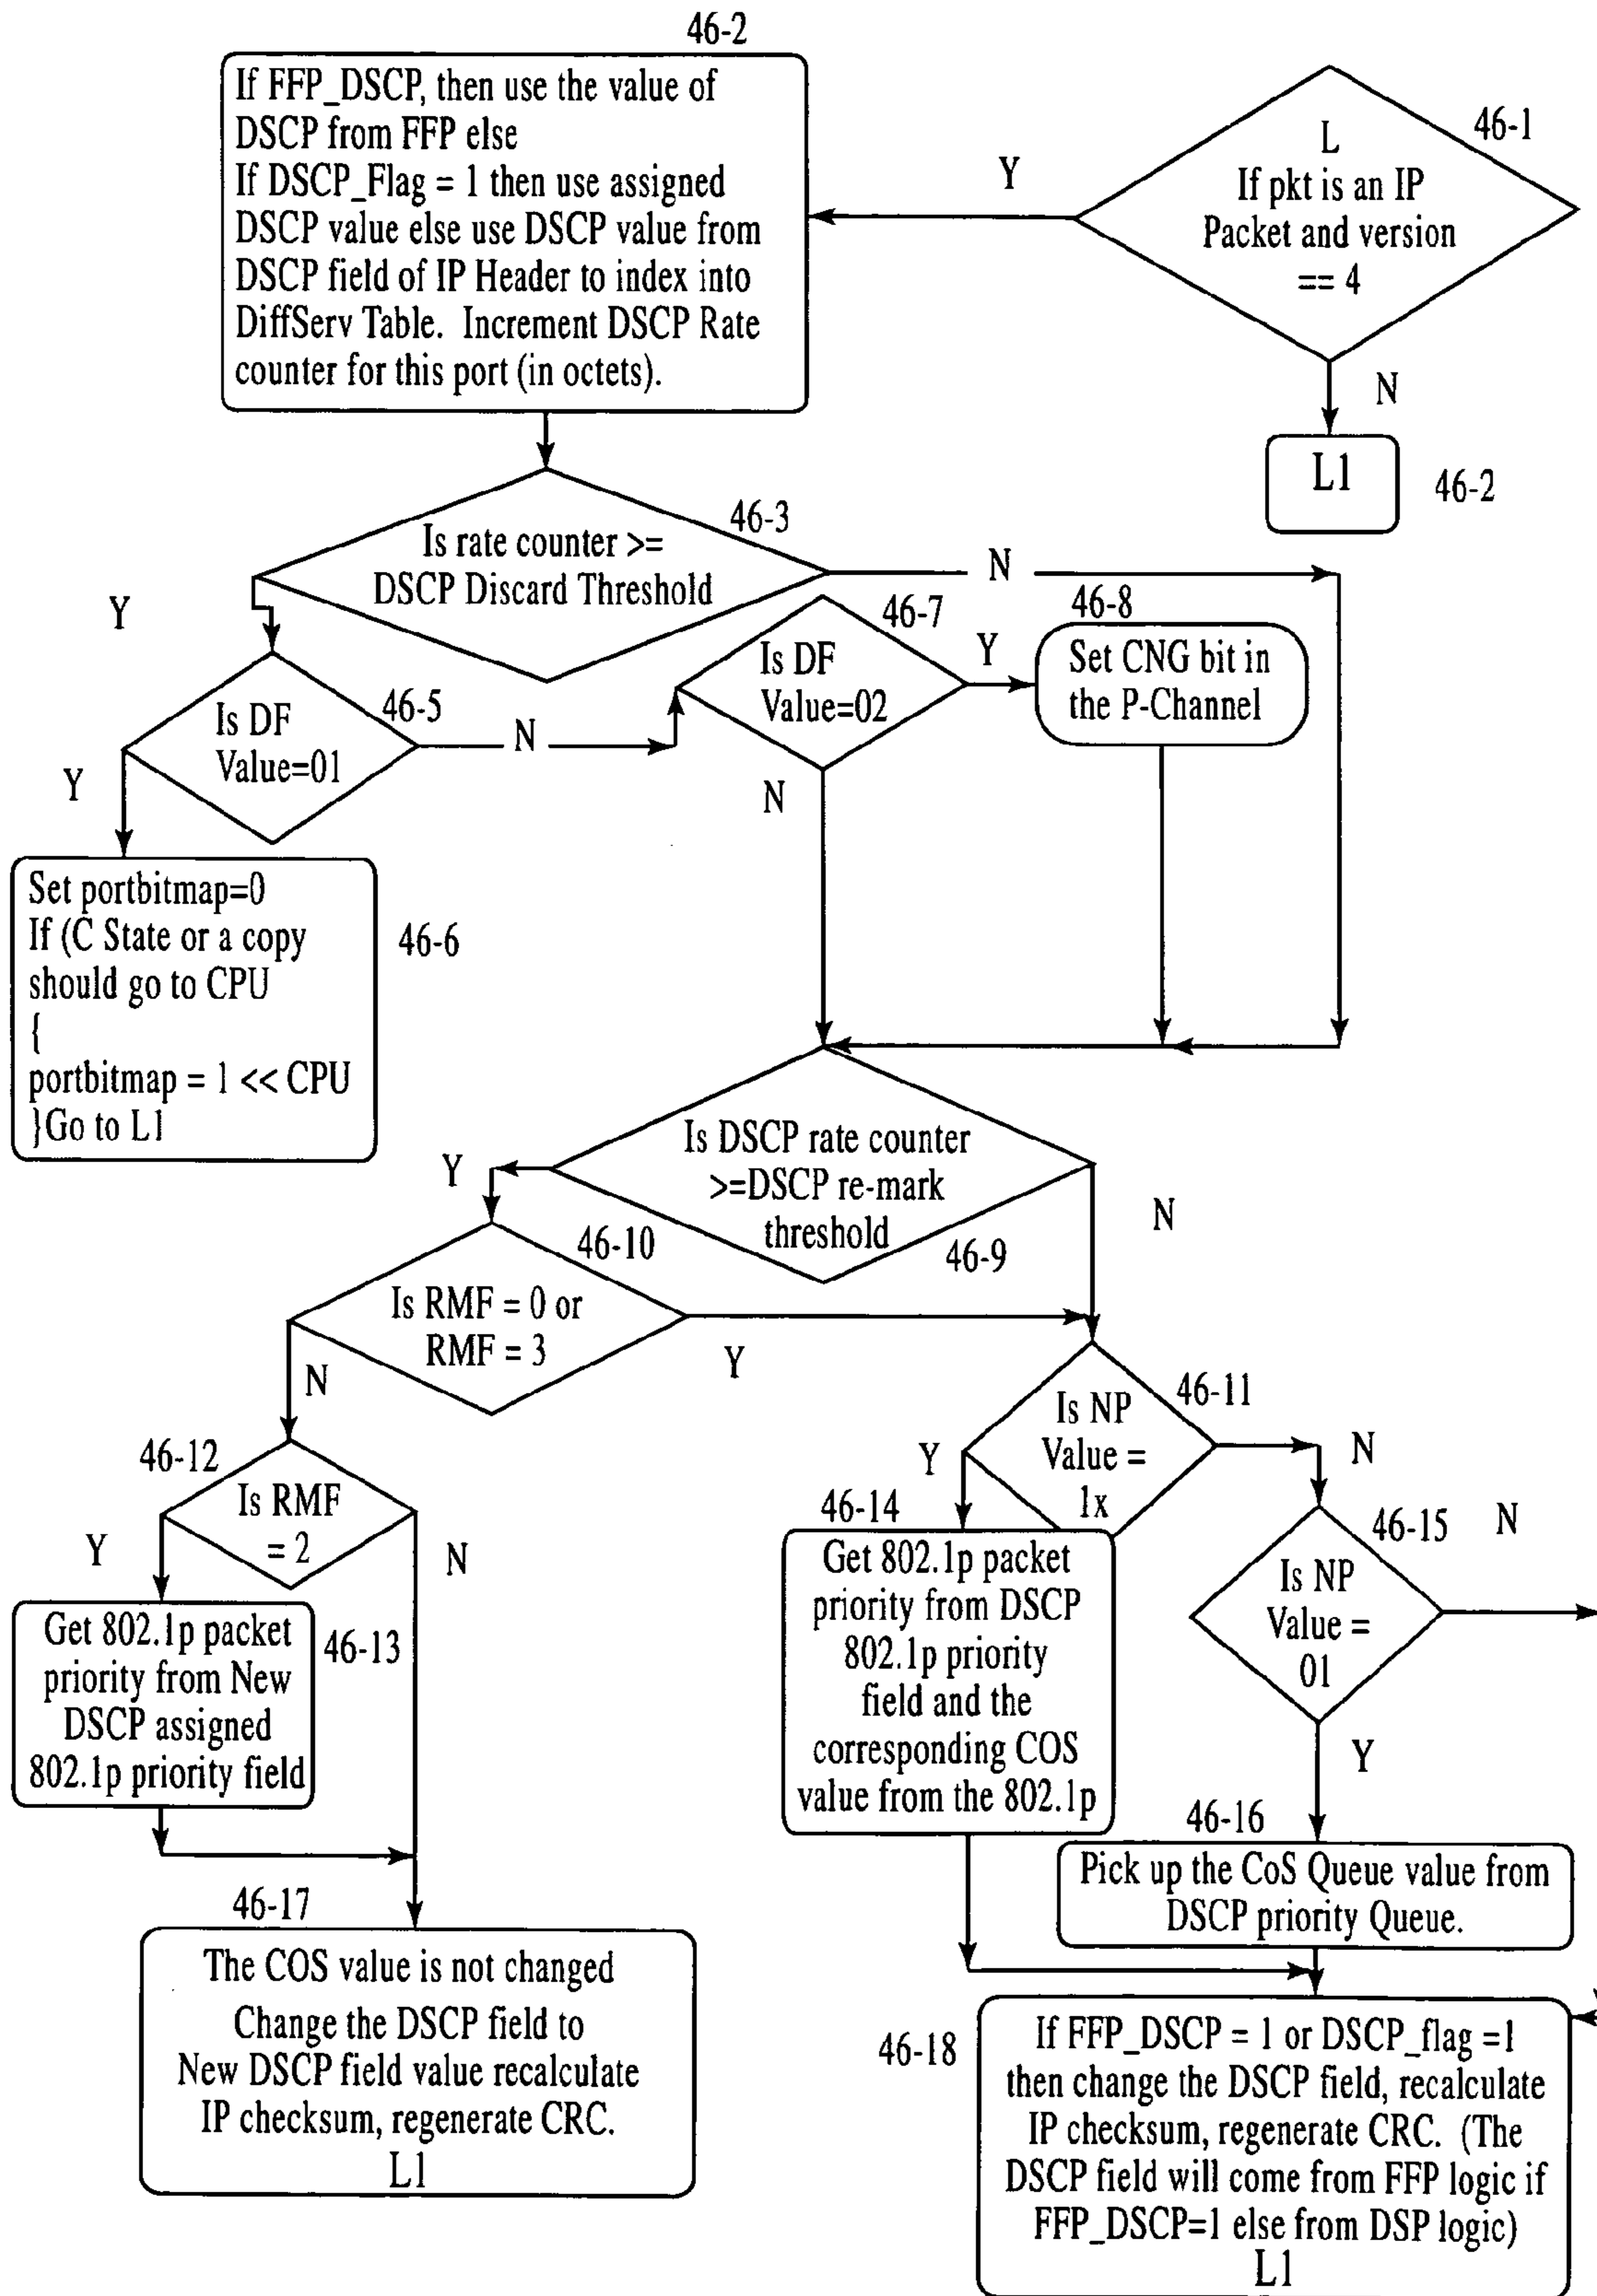 46-2
If FFP_DSCP, then use the value of
DSCP from FFP else
If DSCP_Flag = 1 then use assigned
DSCP value else use DSCP value from
DSCP field of IP Header to index into
DiffServ Table. Increment DSCP Rate
counter for this port (in octets).
46-1
L
If pkt is an IP
Packet and version
== 4
Y
N
L1
46-2
46-3
Is rate counter >=
DSCP Discard Threshold
N
Y
46-5
Is DF
Value=01
N
Y
46-7
Is DF
Value=02
Y
N
46-8
Set CNG bit in
the P-Channel
Set portbitmap=0
If (C State or a copy
should go to CPU
{
portbitmap = 1 << CPU
}Go to L1
46-6
Is DSCP rate counter
>=DSCP re-mark
threshold
46-9
Y
N
46-10
Is RMF = 0 or
RMF = 3
Y
N
46-11
Is NP
Value =
1x
Y
N
46-12
Is RMF
= 2
Y
N
46-13
Get 802.1p packet
priority from New
DSCP assigned
802.1p priority field
46-14
Get 802.1p packet
priority from DSCP
802.1p priority
field and the
corresponding COS
value from the 802.1p
46-15
Is NP
Value =
01
N
Y
46-16
Pick up the CoS Queue value from
DSCP priority Queue.
46-17
The COS value is not changed
Change the DSCP field to
New DSCP field value recalculate
IP checksum, regenerate CRC.
L1
46-18
If FFP_DSCP = 1 or DSCP_flag =1
then change the DSCP field, recalculate
IP checksum, regenerate CRC. (The
DSCP field will come from FFP logic if
FFP_DSCP=1 else from DSP logic)
L1